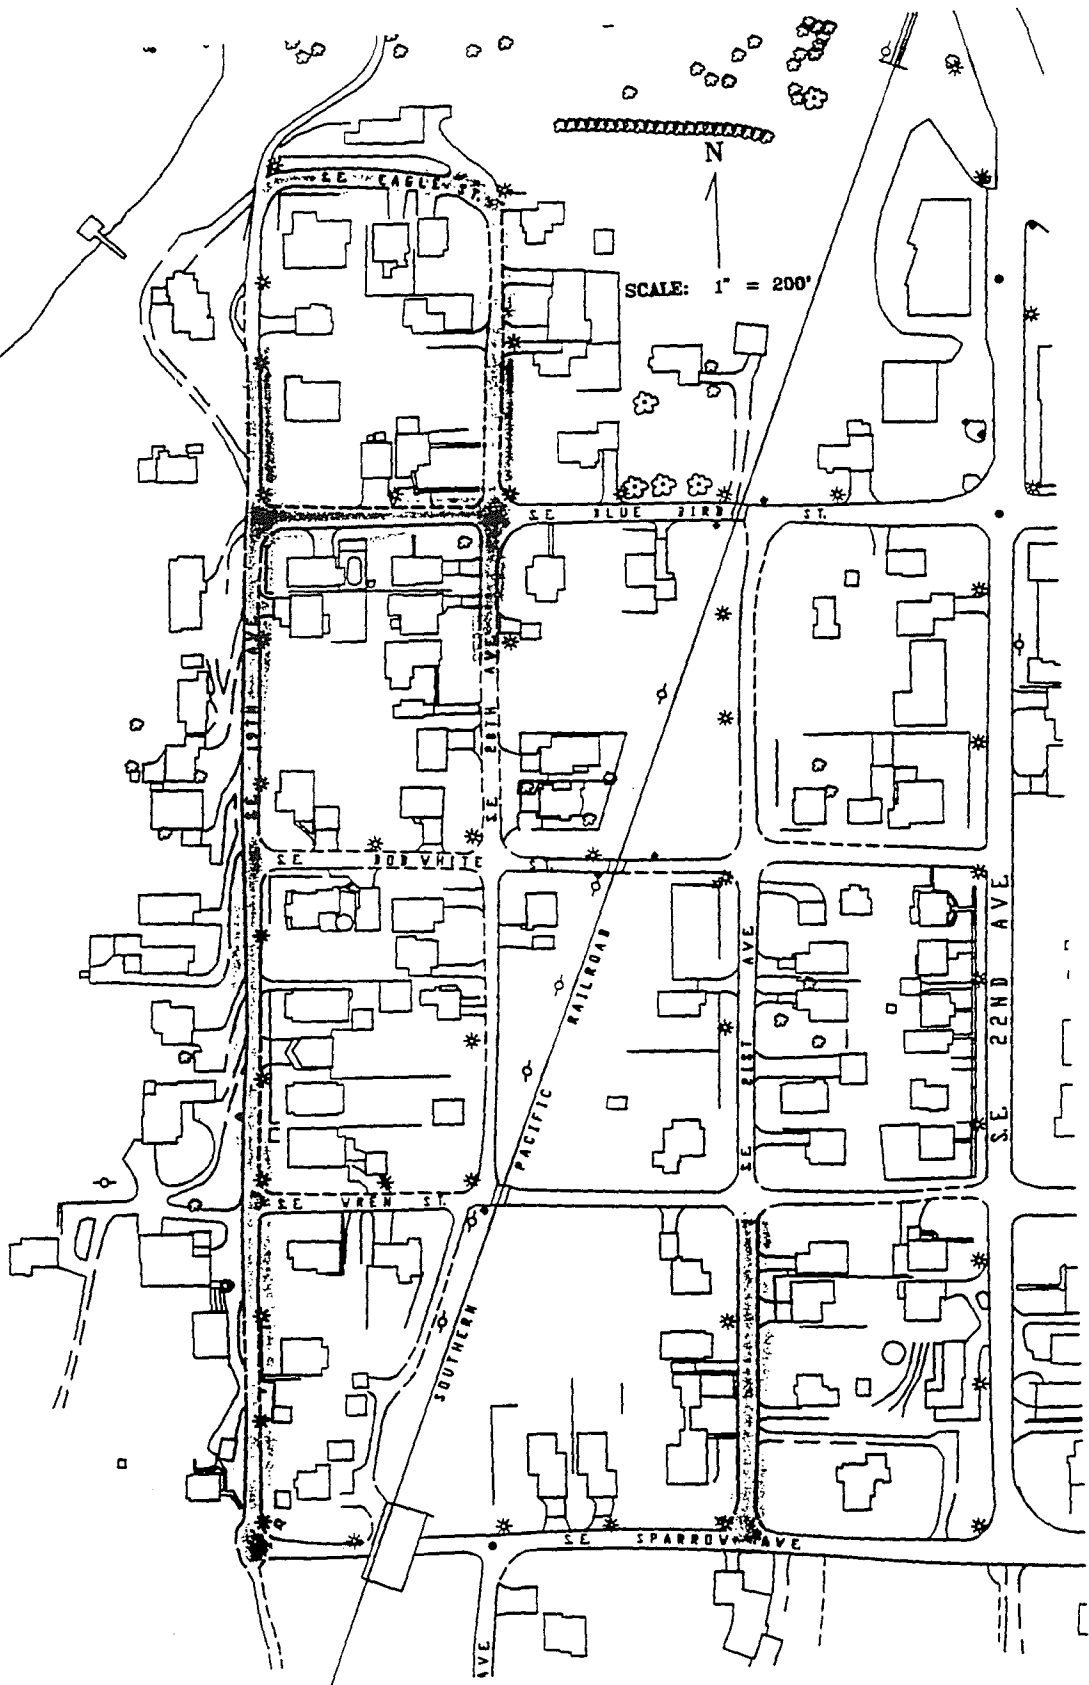 S.E. EAGLE ST.
N
SCALE: 1" = 200'
S.E. BLUE BIRD ST.
S.E. 19TH AVE
S.E. 20TH AVE
S.E. BOB WHITE ST.
S.E. 21ST AVE
S.E. 22ND AVE
SOUTHERN PACIFIC RAILROAD
S.E. WREN ST.
S.E. SPARROW AVE
AVE